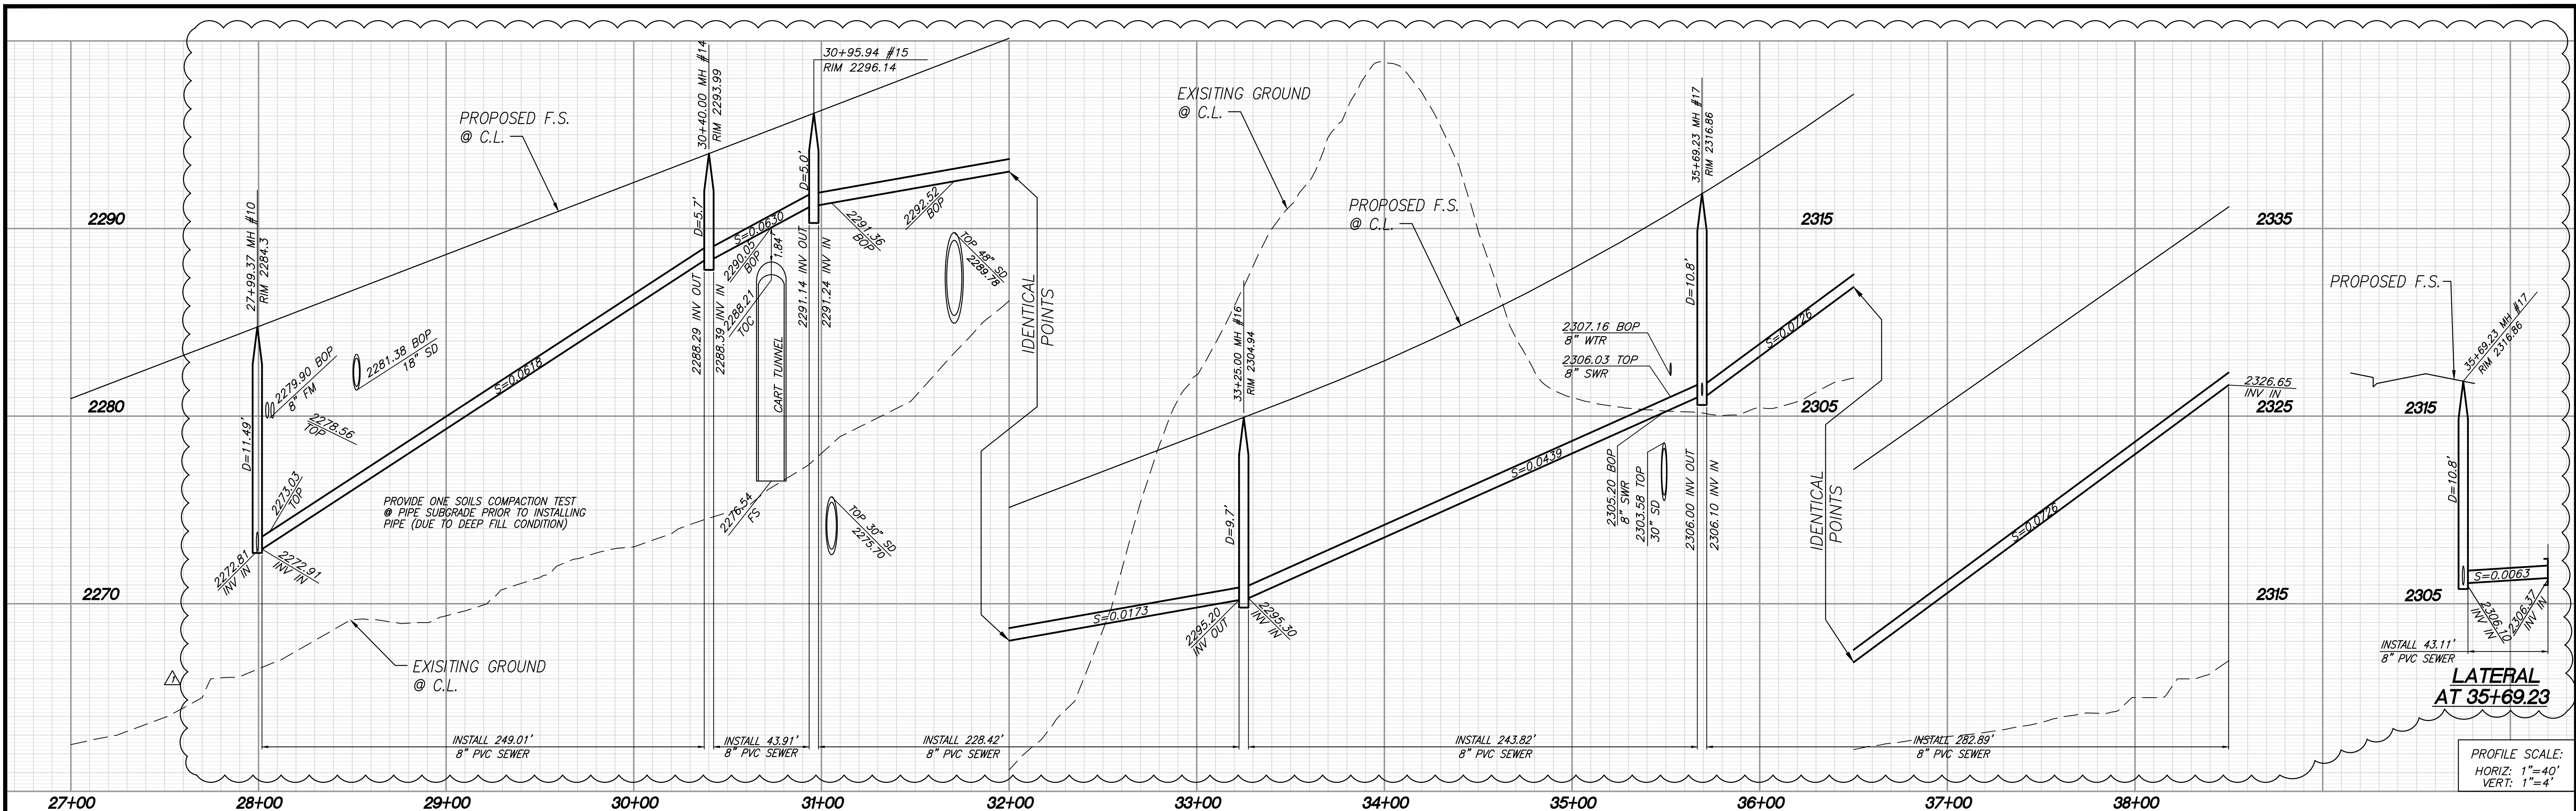 PROPOSED F.S.
@ C.L.
27+99.37 MH #10
RIM 2284.3
30+40.00 MH #14
RIM 2293.99
30+95.94 #15
RIM 2296.14
EXISITING GROUND
@ C.L.
PROPOSED F.S.
@ C.L.
33+25.00 MH #16
RIM 2304.94
35+69.23 MH #17
RIM 2316.86
PROPOSED F.S.
35+69.23 MH #17
RIM 2316.86
2290
2315
2335
2280
2305
2325
2315
2270
2315
2305
D=11.49'
2279.90 BOP
8" FM
2281.38 BOP
18" SD
2278.56
TOP
2273.03
TOP
2272.81
INV IN
2272.91
INV IN
S=0.0618
PROVIDE ONE SOILS COMPACTION TEST
@ PIPE SUBGRADE PRIOR TO INSTALLING
PIPE (DUE TO DEEP FILL CONDITION)
EXISITING GROUND
@ C.L.
1
D=5.7'
S=0.0630
D=5.0'
2290.05
BOP
1.84'
2288.21
TOC
CART TUNNEL
2276.54
FS
2288.29 INV OUT
2288.39 INV IN
2291.14 INV OUT
2291.24 INV IN
2291.36
BOP
2292.52
BOP
TOP 48" SD
2289.78
TOP 30" SD
2275.70
IDENTICAL
POINTS
S=0.0173
D=9.7'
2295.20
INV OUT
2295.30
INV IN
S=0.0439
2307.16 BOP
8" WTR
2306.03 TOP
8" SWR
2305.20 BOP
8" SWR
2303.58 TOP
30" SD
D=10.8'
2306.00 INV OUT
2306.10 INV IN
S=0.0726
IDENTICAL
POINTS
S=0.0726
2326.65
INV IN
D=10.8'
S=0.0063
2306.10
INV IN
2306.37
INV IN
INSTALL 43.11'
8" PVC SEWER
LATERAL
AT 35+69.23
INSTALL 249.01'
8" PVC SEWER
INSTALL 43.91'
8" PVC SEWER
INSTALL 228.42'
8" PVC SEWER
INSTALL 243.82'
8" PVC SEWER
INSTALL 282.89'
8" PVC SEWER
PROFILE SCALE:
HORIZ: 1"=40'
VERT: 1"=4'
27+00
28+00
29+00
30+00
31+00
32+00
33+00
34+00
35+00
36+00
37+00
38+00